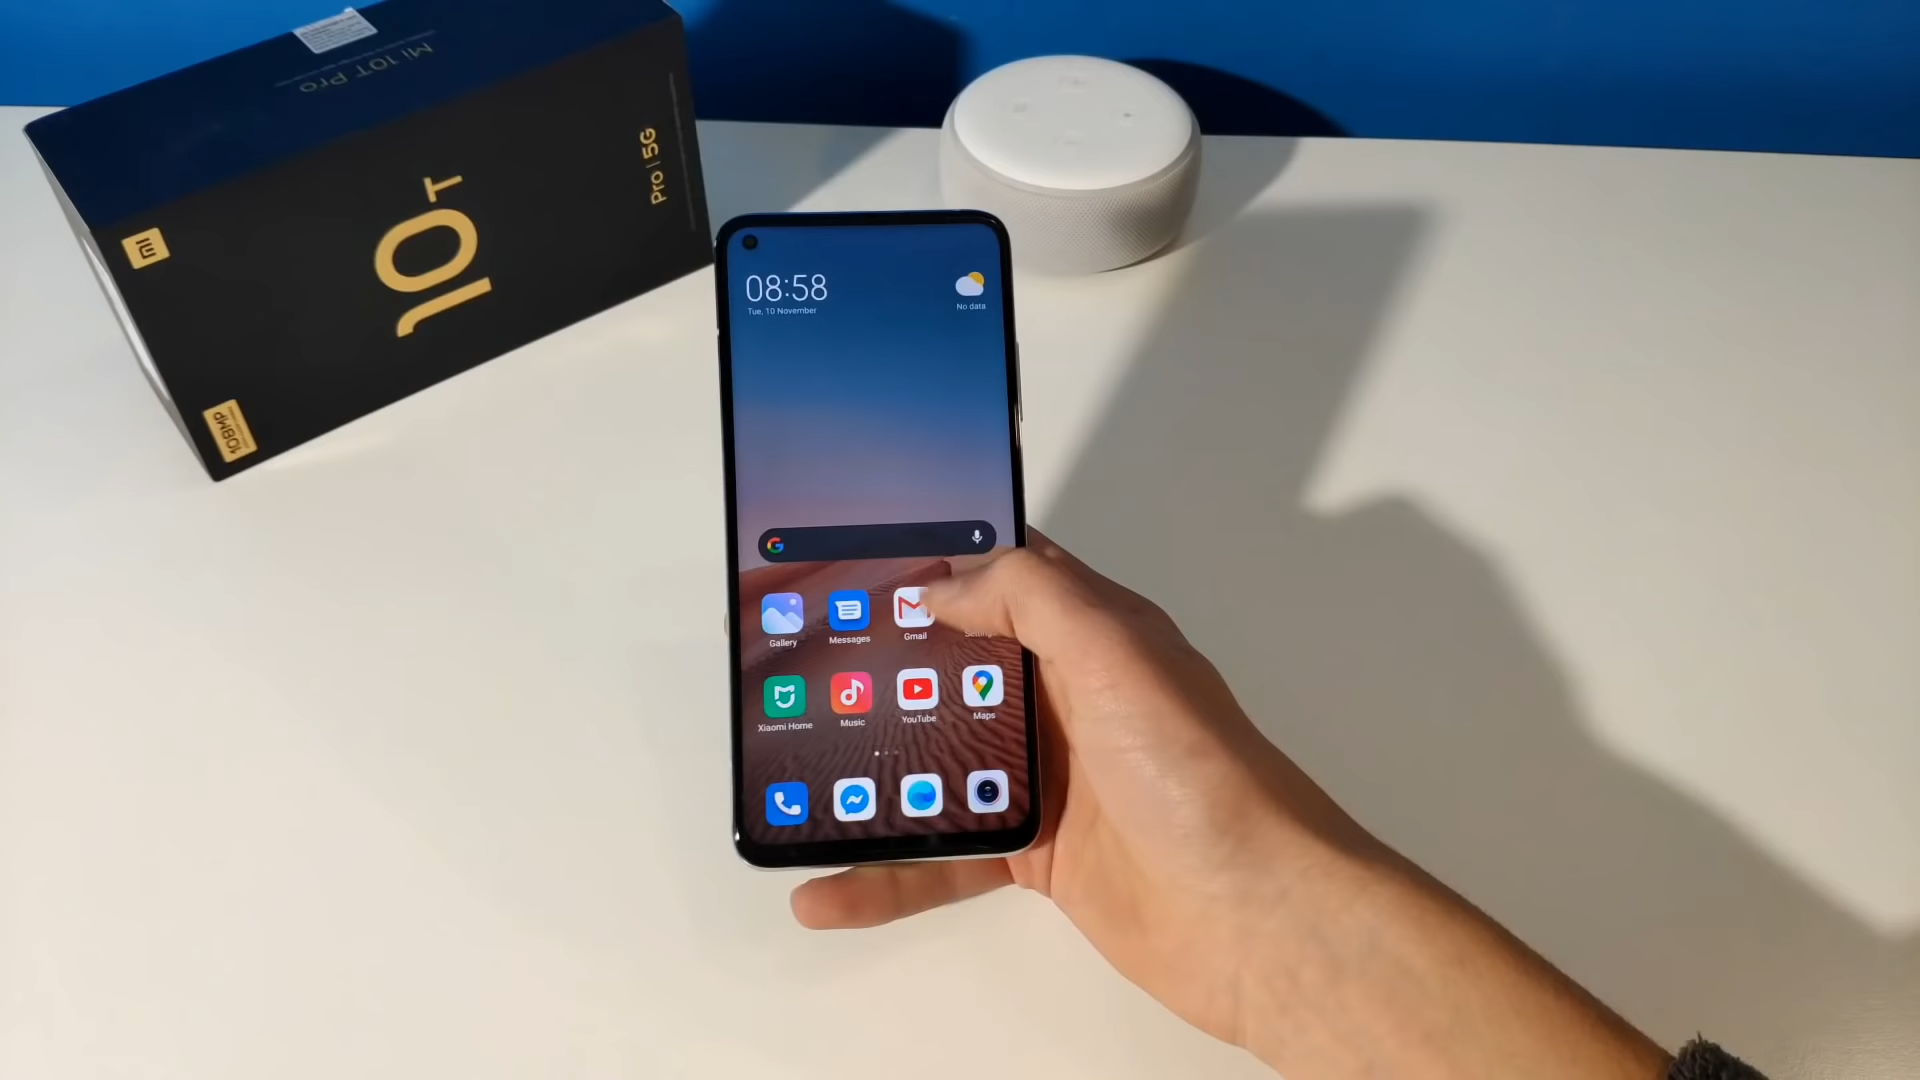 Mi 10T Pro
10T
Pro | 5G
108MP
08:58
Tue, 10 November
No data
Gallery
Messages
Gmail
Xiaomi Home
Music
YouTube
Maps